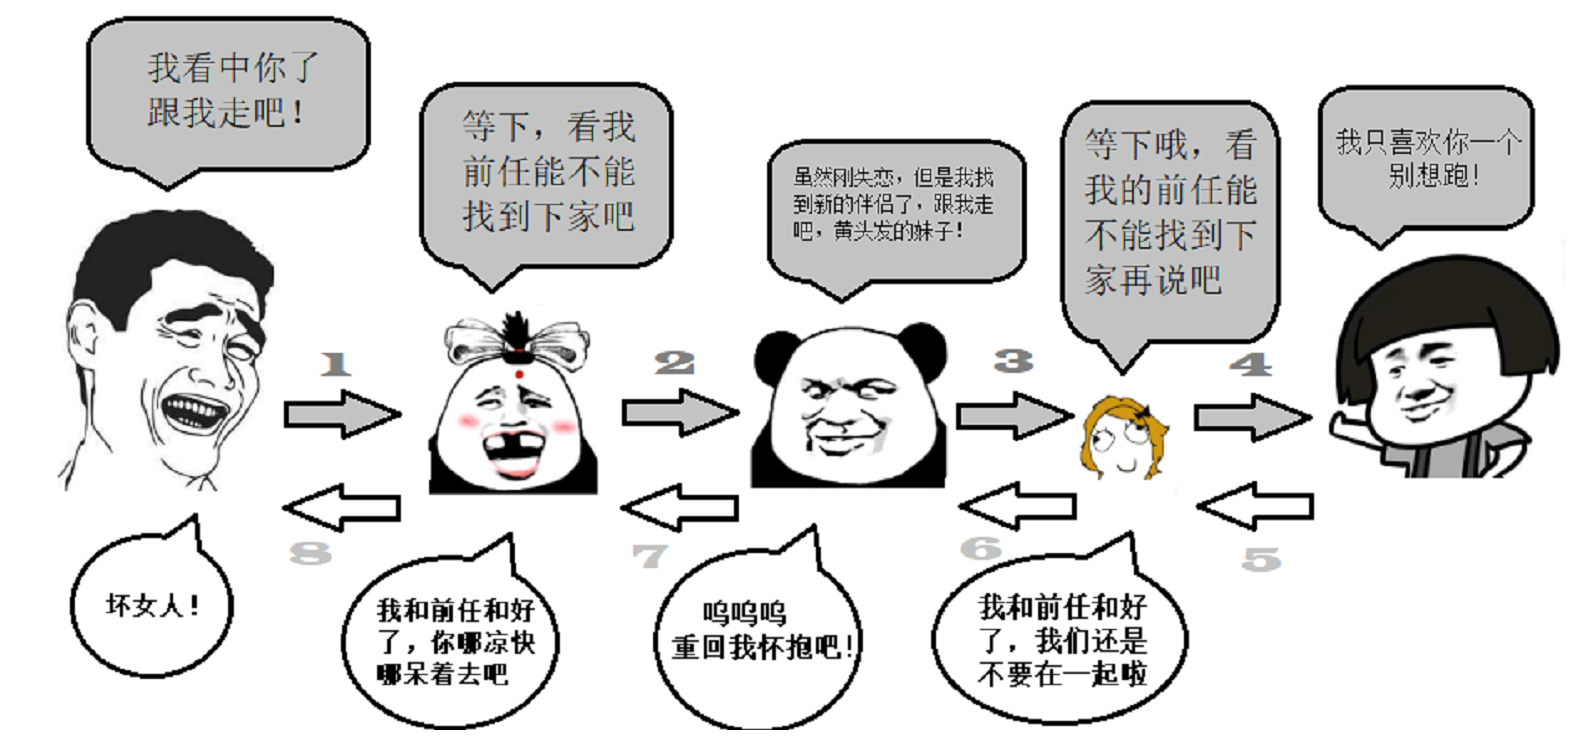 我看中你了
跟我走吧！
等下，看我
前任能不能
找到下家吧
虽然刚失恋，但是我找
到新的伴侣了，跟我走
吧，黄头发的妹子！
等下哦，看
我的前任能
不能找到下
家再说吧
我只喜欢你一个
别想跑！
1
2
3
4
8
7
6
5
坏女人！
我和前任和好
了，你哪凉快
哪呆着去吧
呜呜呜
重回我怀抱吧！
我和前任和好
了，我们还是
不要在一起啦